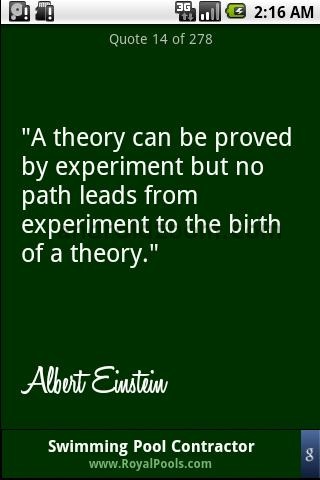 3G
2:16 AM
Quote 14 of 278
"A theory can be proved
by experiment but no
path leads from
experiment to the birth
of a theory."
Albert Einstein
Swimming Pool Contractor
www.RoyalPools.com
g